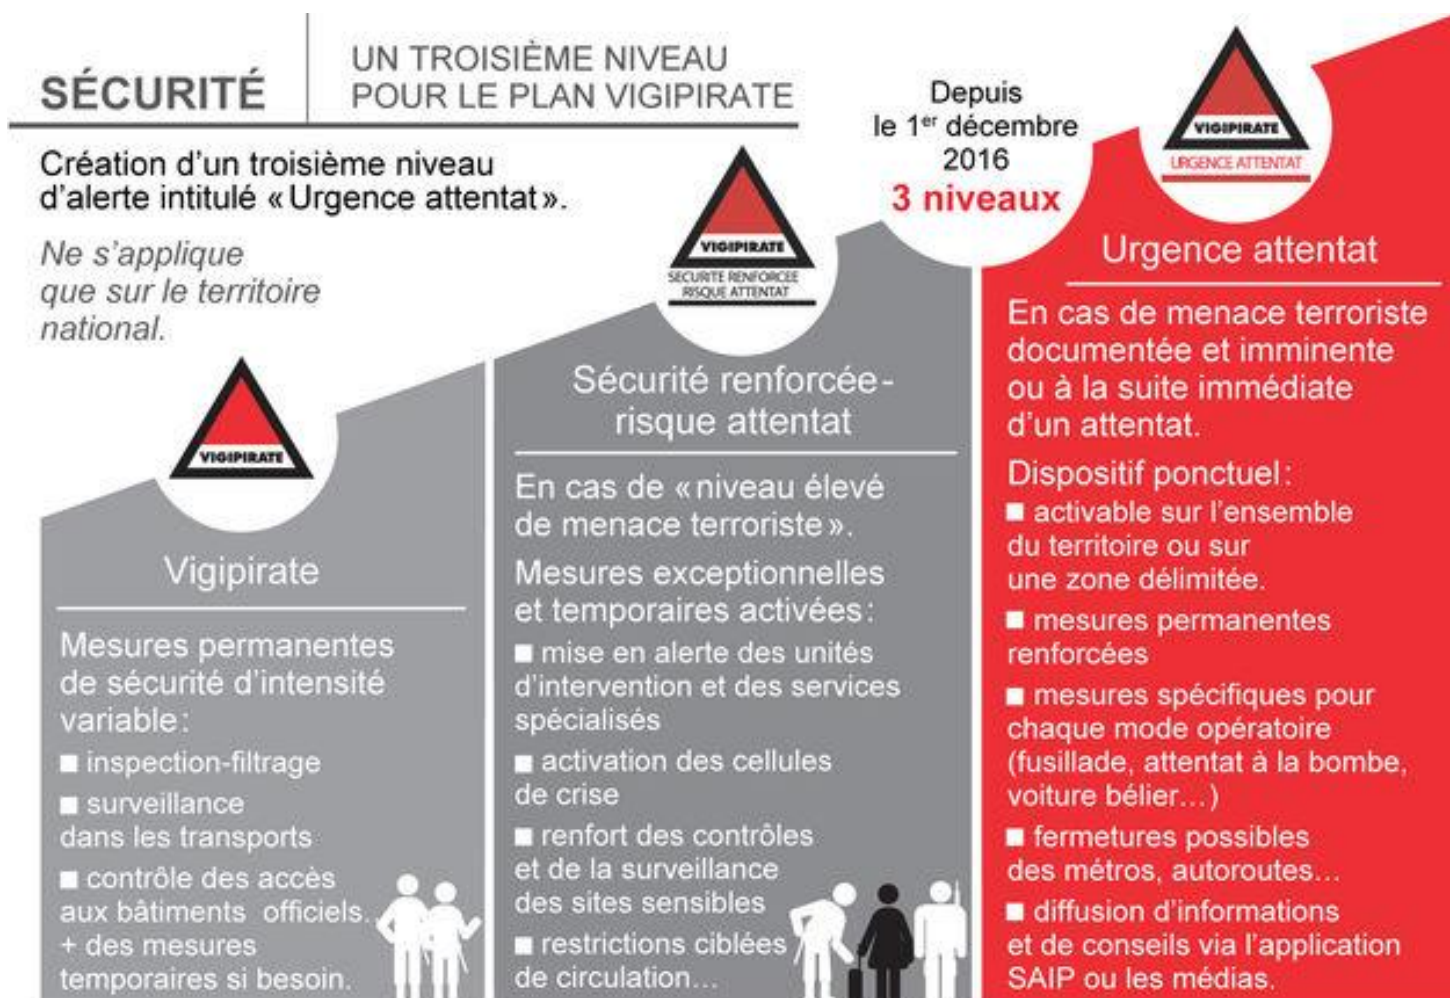 SÉCURITÉ
UN TROISIÈME NIVEAU
POUR LE PLAN VIGIPIRATE
Création d'un troisième niveau
d'alerte intitulé « Urgence attentat ».
Ne s'applique
que sur le territoire
national.
Depuis
le 1er décembre
2016
3 niveaux
VIGIPIRATE
Vigipirate
Mesures permanentes
de sécurité d'intensité
variable :
■ inspection-filtrage
■ surveillance
dans les transports
■ contrôle des accès
aux bâtiments officiels.
+ des mesures
temporaires si besoin.
VIGIPIRATE
SECURITE RENFORCEE
RISQUE ATTENTAT
Sécurité renforcée-
risque attentat
En cas de « niveau élevé
de menace terroriste ».
Mesures exceptionnelles
et temporaires activées :
■ mise en alerte des unités
d'intervention et des services
spécialisés
■ activation des cellules
de crise
■ renfort des contrôles
et de la surveillance
des sites sensibles
■ restrictions ciblées
de circulation...
VIGIPIRATE
URGENCE ATTENTAT
Urgence attentat
En cas de menace terroriste
documentée et imminente
ou à la suite immédiate
d'un attentat.
Dispositif ponctuel :
■ activable sur l'ensemble
du territoire ou sur
une zone délimitée.
■ mesures permanentes
renforcées
■ mesures spécifiques pour
chaque mode opératoire
(fusillade, attentat à la bombe,
voiture bélier...)
■ fermetures possibles
des métros, autoroutes...
■ diffusion d'informations
et de conseils via l'application
SAIP ou les médias.